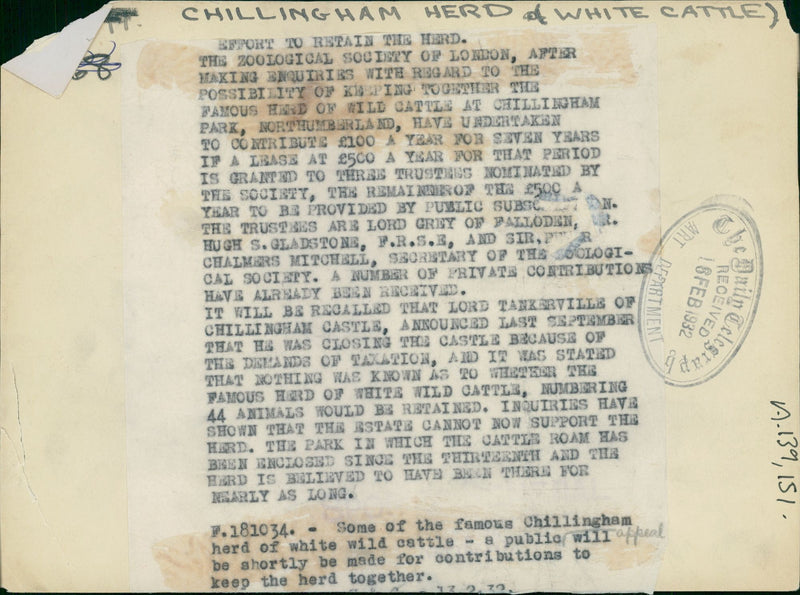 CHILLINGHAM HERD of WHITE CATTLE)
EFFORT TO RETAIN THE HERD.
THE ZOOLOGICAL SOCIETY OF LONDON, AFTER
MAKING ENQUIRIES WITH REGARD TO THE
POSSIBILITY OF KEEPING TOGETHER THE
FAMOUS HERD OF WILD CATTLE AT CHILLINGHAM
PARK, NORTHUMBERLAND, HAVE UNDERTAKEN
TO CONTRIBUTE £100 A YEAR FOR SEVEN YEARS
IF A LEASE AT £500 A YEAR FOR THAT PERIOD
IS GRANTED TO THREE TRUSTEES NOMINATED BY
THE SOCIETY, THE REMAINDER OF THE £500 A
YEAR TO BE PROVIDED BY PUBLIC
THE TRUSTEES ARE LORD GREY OF FALLODEN,
HUGH S. GLADSTONE, F.R.S.E, AND SIR.
CHALMERS MITCHELL, SECRETARY OF THE ZOOLOGI-
CAL SOCIETY. A NUMBER OF PRIVATE CONTRIBUTIONS
HAVE ALREADY BEEN RECEIVED.
IT WILL BE RECALLED THAT LORD TANKERVILLE OF
CHILLINGHAM CASTLE, ANNOUNCED LAST SEPTEMBER
THAT HE WAS CLOSING THE CASTLE BECAUSE OF
THE DEMANDS OF TAXATION, AND IT WAS STATED
THAT NOTHING WAS KNOWN AS TO WHETHER THE
FAMOUS HERD OF WHITE WILD CATTLE, NUMBERING
44 ANIMALS WOULD BE RETAINED. INQUIRIES HAVE
SHOWN THAT THE ESTATE CANNOT NOW SUPPORT THE
HERD. THE PARK IN WHICH THE CATTLE ROAM HAS
BEEN ENCLOSED SINCE THE THIRTEENTH AND THE
HERD IS BELIEVED TO HAVE BEEN THERE FOR
NEARLY AS LONG.
F.181034. - Some of the famous Chillingham
herd of white wild cattle - a public will
appeal
be shortly be made for contributions to
keep the herd together.
13.2.32.
The Daily Telegraph
RECEIVED
18 FEB 1932
ART DEPARTMENT
VA.139,151.